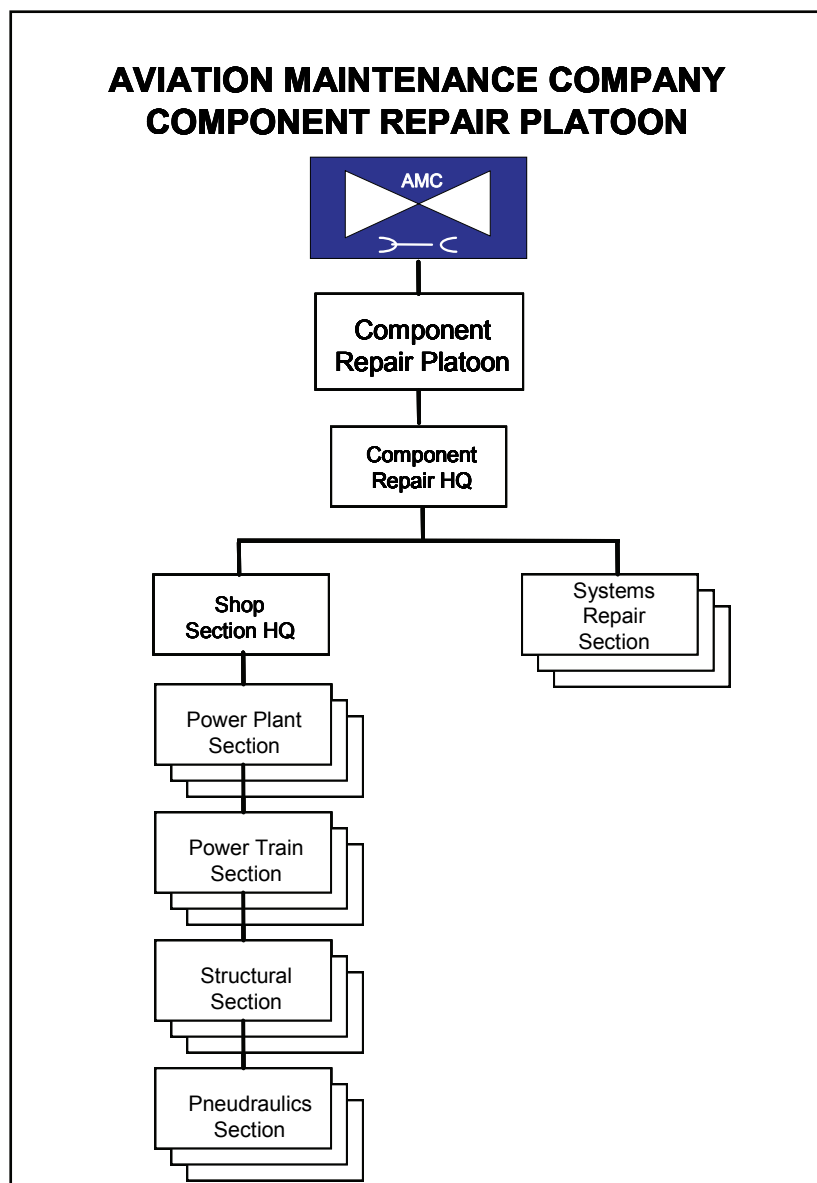 AVIATION MAINTENANCE COMPANY
COMPONENT REPAIR PLATOON
AMC
Component
Repair Platoon
Component
Repair HQ
Shop
Section HQ
Systems
Repair
Section
Power Plant
Section
Power Train
Section
Structural
Section
Pneudraulics
Section